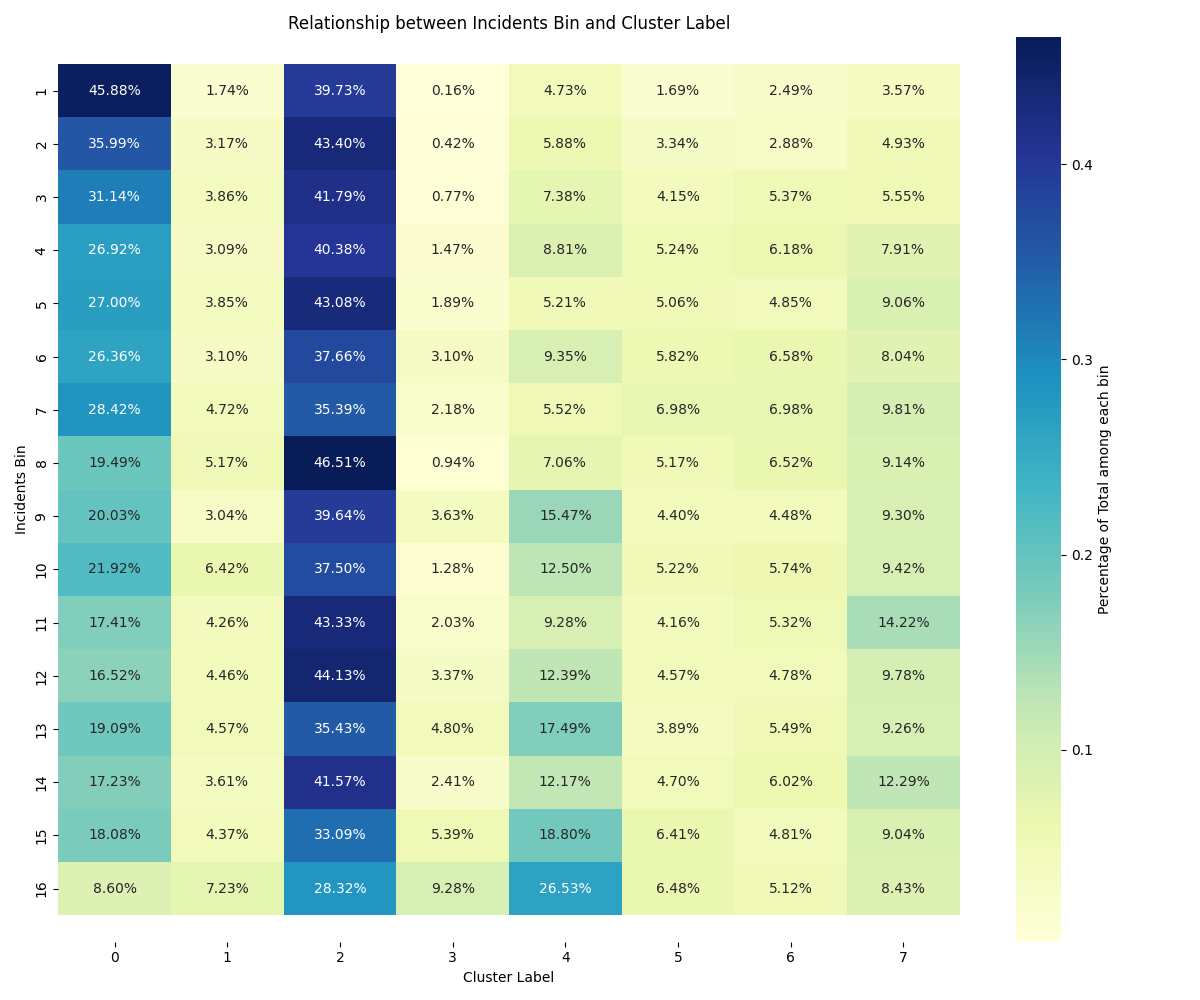 Relationship between Incidents Bin and Cluster Label
1 45.88% 1.74% 39.73% 0.16% 4.73% 1.69% 2.49% 3.57%
2 35.99% 3.17% 43.40% 0.42% 5.88% 3.34% 2.88% 4.93%
3 31.14% 3.86% 41.79% 0.77% 7.38% 4.15% 5.37% 5.55%
4 26.92% 3.09% 40.38% 1.47% 8.81% 5.24% 6.18% 7.91%
5 27.00% 3.85% 43.08% 1.89% 5.21% 5.06% 4.85% 9.06%
6 26.36% 3.10% 37.66% 3.10% 9.35% 5.82% 6.58% 8.04%
7 28.42% 4.72% 35.39% 2.18% 5.52% 6.98% 6.98% 9.81%
8 19.49% 5.17% 46.51% 0.94% 7.06% 5.17% 6.52% 9.14%
9 20.03% 3.04% 39.64% 3.63% 15.47% 4.40% 4.48% 9.30%
10 21.92% 6.42% 37.50% 1.28% 12.50% 5.22% 5.74% 9.42%
11 17.41% 4.26% 43.33% 2.03% 9.28% 4.16% 5.32% 14.22%
12 16.52% 4.46% 44.13% 3.37% 12.39% 4.57% 4.78% 9.78%
13 19.09% 4.57% 35.43% 4.80% 17.49% 3.89% 5.49% 9.26%
14 17.23% 3.61% 41.57% 2.41% 12.17% 4.70% 6.02% 12.29%
15 18.08% 4.37% 33.09% 5.39% 18.80% 6.41% 4.81% 9.04%
16 8.60% 7.23% 28.32% 9.28% 26.53% 6.48% 5.12% 8.43%
0 1 2 3 4 5 6 7
Cluster Label
Incidents Bin
0.4
0.3
0.2
0.1
Percentage of Total among each bin